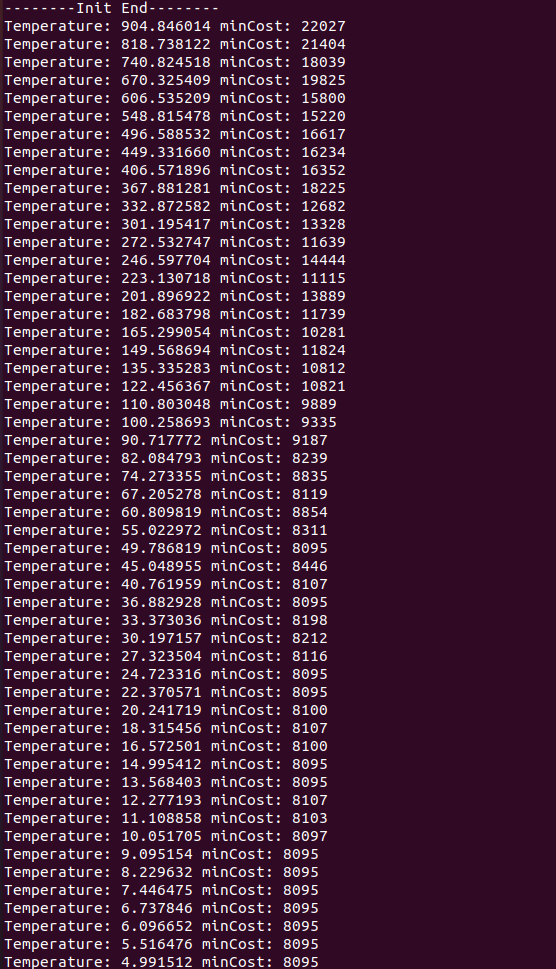 --------Init End--------
Temperature: 904.846014 minCost: 22027
Temperature: 818.738122 minCost: 21404
Temperature: 740.824518 minCost: 18039
Temperature: 670.325409 minCost: 19825
Temperature: 606.535209 minCost: 15800
Temperature: 548.815478 minCost: 15220
Temperature: 496.588532 minCost: 16617
Temperature: 449.331660 minCost: 16234
Temperature: 406.571896 minCost: 16352
Temperature: 367.881281 minCost: 18225
Temperature: 332.872582 minCost: 12682
Temperature: 301.195417 minCost: 13328
Temperature: 272.532747 minCost: 11639
Temperature: 246.597704 minCost: 14444
Temperature: 223.130718 minCost: 11115
Temperature: 201.896922 minCost: 13889
Temperature: 182.683798 minCost: 11739
Temperature: 165.299054 minCost: 10281
Temperature: 149.568694 minCost: 11824
Temperature: 135.335283 minCost: 10812
Temperature: 122.456367 minCost: 10821
Temperature: 110.803048 minCost: 9889
Temperature: 100.258693 minCost: 9335
Temperature: 90.717772 minCost: 9187
Temperature: 82.084793 minCost: 8239
Temperature: 74.273355 minCost: 8835
Temperature: 67.205278 minCost: 8119
Temperature: 60.809819 minCost: 8854
Temperature: 55.022972 minCost: 8311
Temperature: 49.786819 minCost: 8095
Temperature: 45.048955 minCost: 8446
Temperature: 40.761959 minCost: 8107
Temperature: 36.882928 minCost: 8095
Temperature: 33.373036 minCost: 8198
Temperature: 30.197157 minCost: 8212
Temperature: 27.323504 minCost: 8116
Temperature: 24.723316 minCost: 8095
Temperature: 22.370571 minCost: 8095
Temperature: 20.241719 minCost: 8100
Temperature: 18.315456 minCost: 8107
Temperature: 16.572501 minCost: 8100
Temperature: 14.995412 minCost: 8095
Temperature: 13.568403 minCost: 8095
Temperature: 12.277193 minCost: 8107
Temperature: 11.108858 minCost: 8103
Temperature: 10.051705 minCost: 8097
Temperature: 9.095154 minCost: 8095
Temperature: 8.229632 minCost: 8095
Temperature: 7.446475 minCost: 8095
Temperature: 6.737846 minCost: 8095
Temperature: 6.096652 minCost: 8095
Temperature: 5.516476 minCost: 8095
Temperature: 4.991512 minCost: 8095